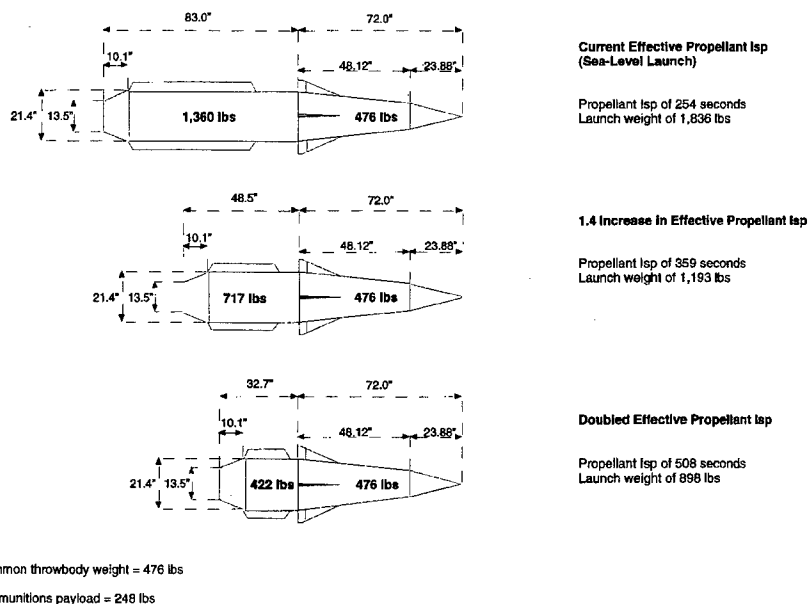 83.0" 72.0"
10.1" 48.12" 23.88"
21.4" 13.5" 1,360 lbs 476 lbs
Current Effective Propellant Isp
(Sea-Level Launch)
Propellant Isp of 254 seconds
Launch weight of 1,836 lbs
48.5" 72.0"
10.1" 48.12" 23.88"
21.4" 13.5" 717 lbs 476 lbs
1.4 Increase in Effective Propellant Isp
Propellant Isp of 359 seconds
Launch weight of 1,193 lbs
32.7" 72.0"
10.1" 48.12" 23.88"
21.4" 13.5" 422 lbs 476 lbs
Doubled Effective Propellant Isp
Propellant Isp of 508 seconds
Launch weight of 898 lbs
throwbody weight = 476 lbs
payload = 248 lbs